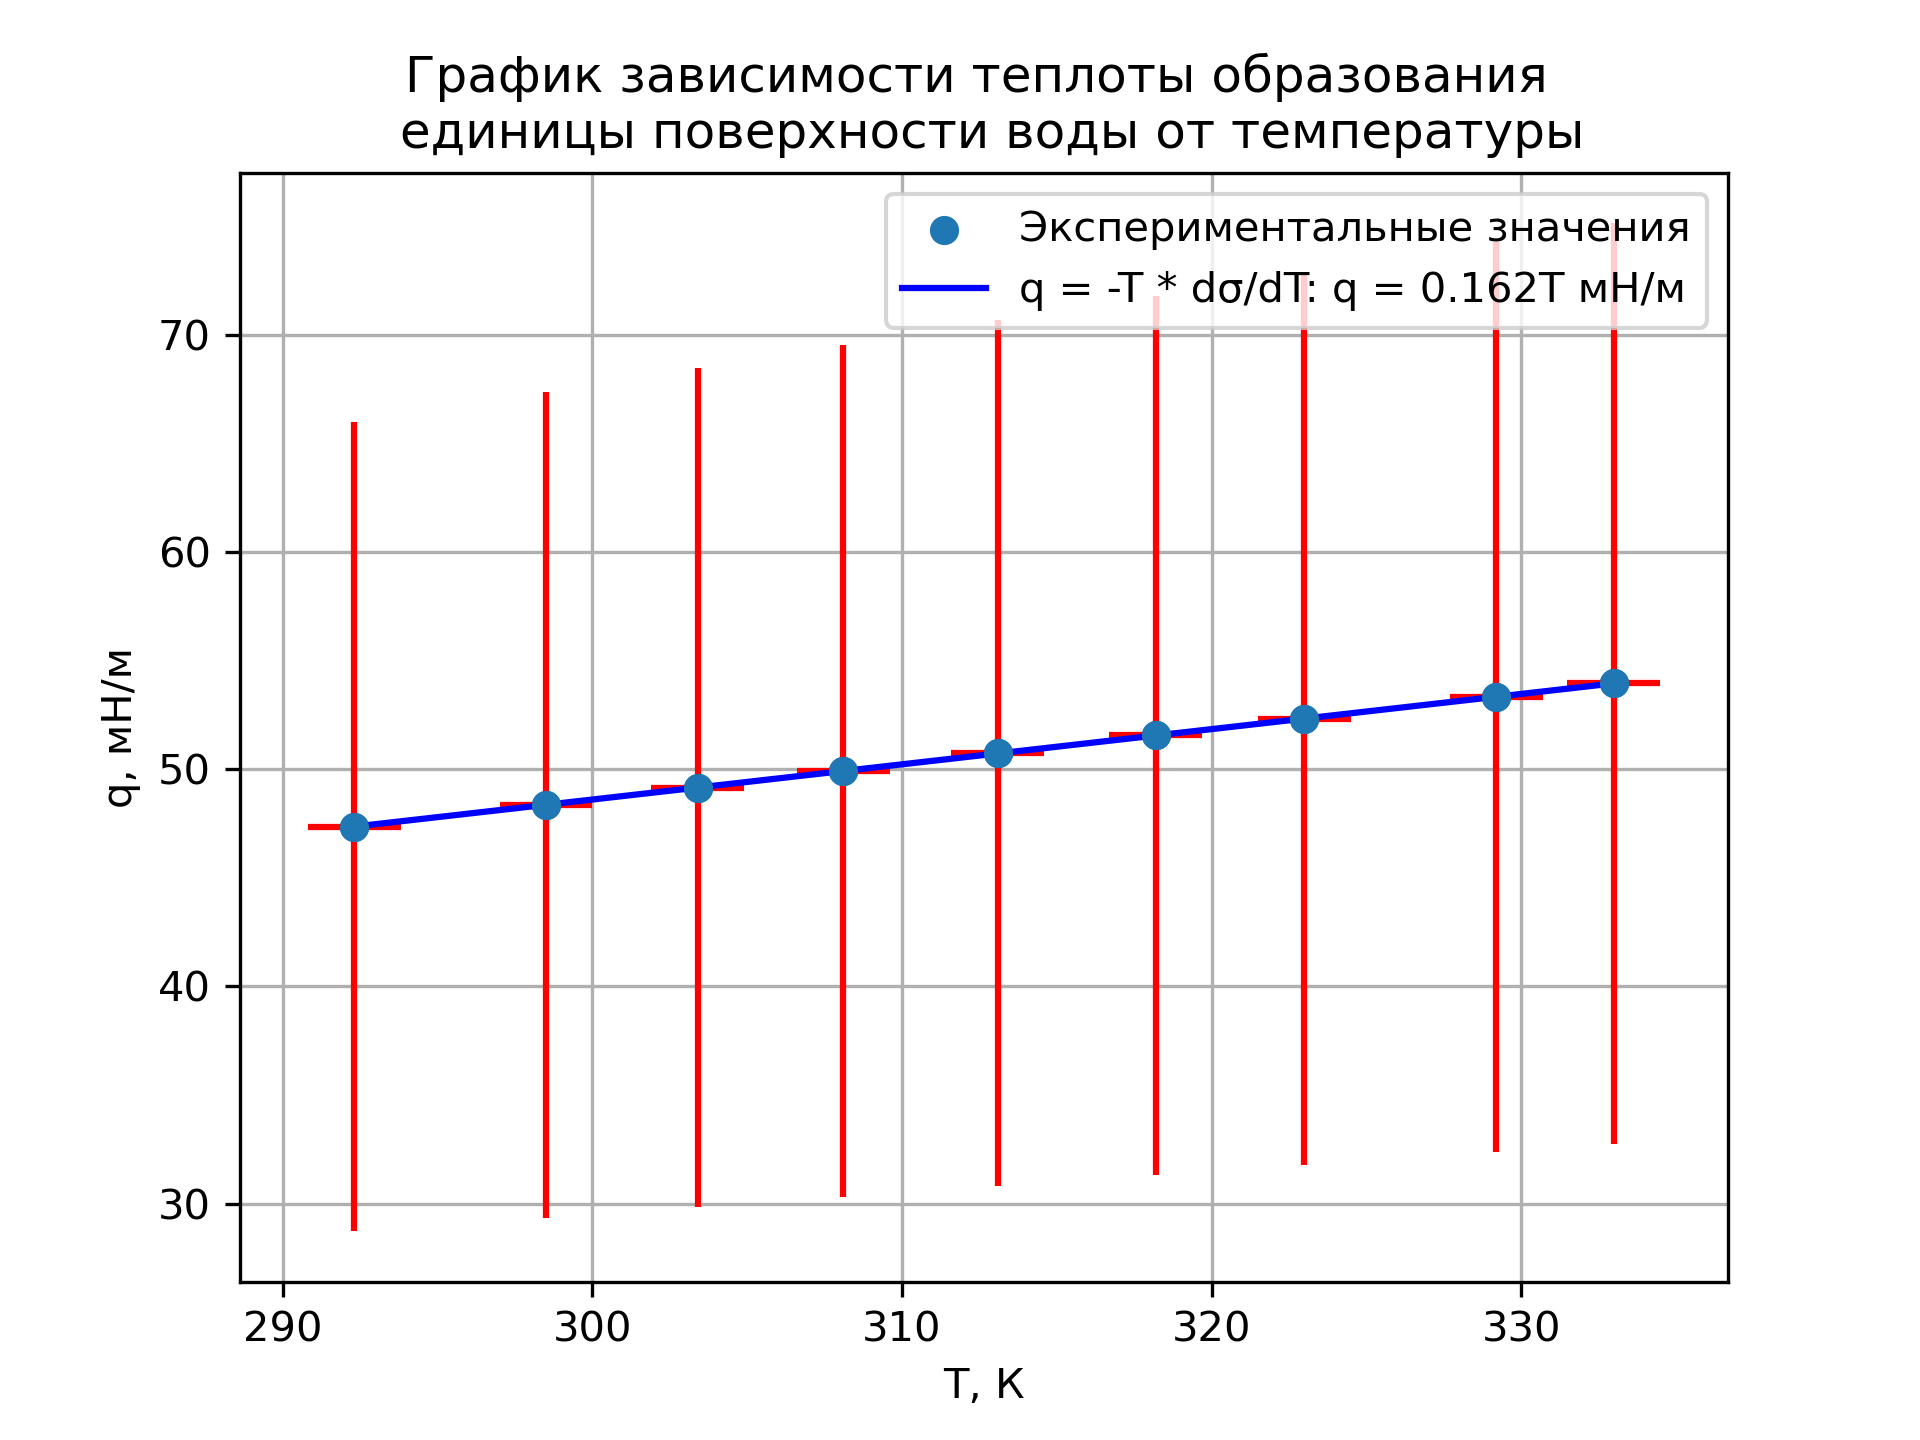 График зависимости теплоты образования
единицы поверхности воды от температуры
Экспериментальные значения
q = -T * dσ/dT: q = 0.162T мН/м
70
60
50
40
30
q, мН/м
290
300
310
320
330
T, К